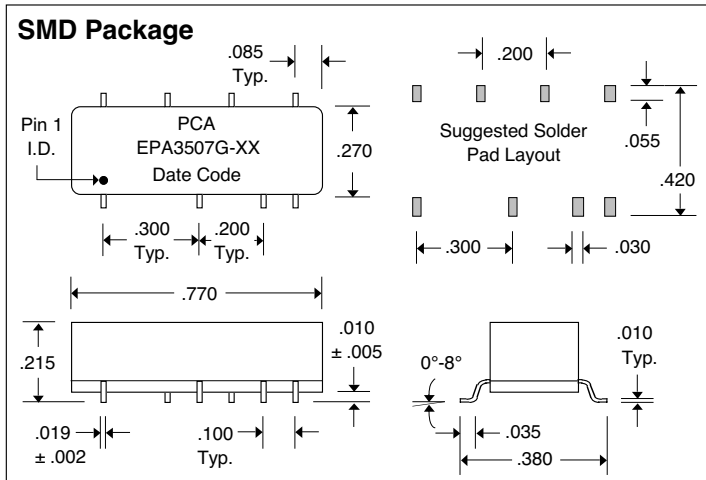 SMD Package
.085
Typ.
Pin 1
I.D.
PCA
EPA3507G-XX
Date Code
.270
.300
Typ.
.200
Typ.
.200
Suggested Solder
Pad Layout
.055
.420
.300
.030
.770
.215
.010
± .005
.019
± .002
.100
Typ.
0°-8°
.010
Typ.
.035
.380